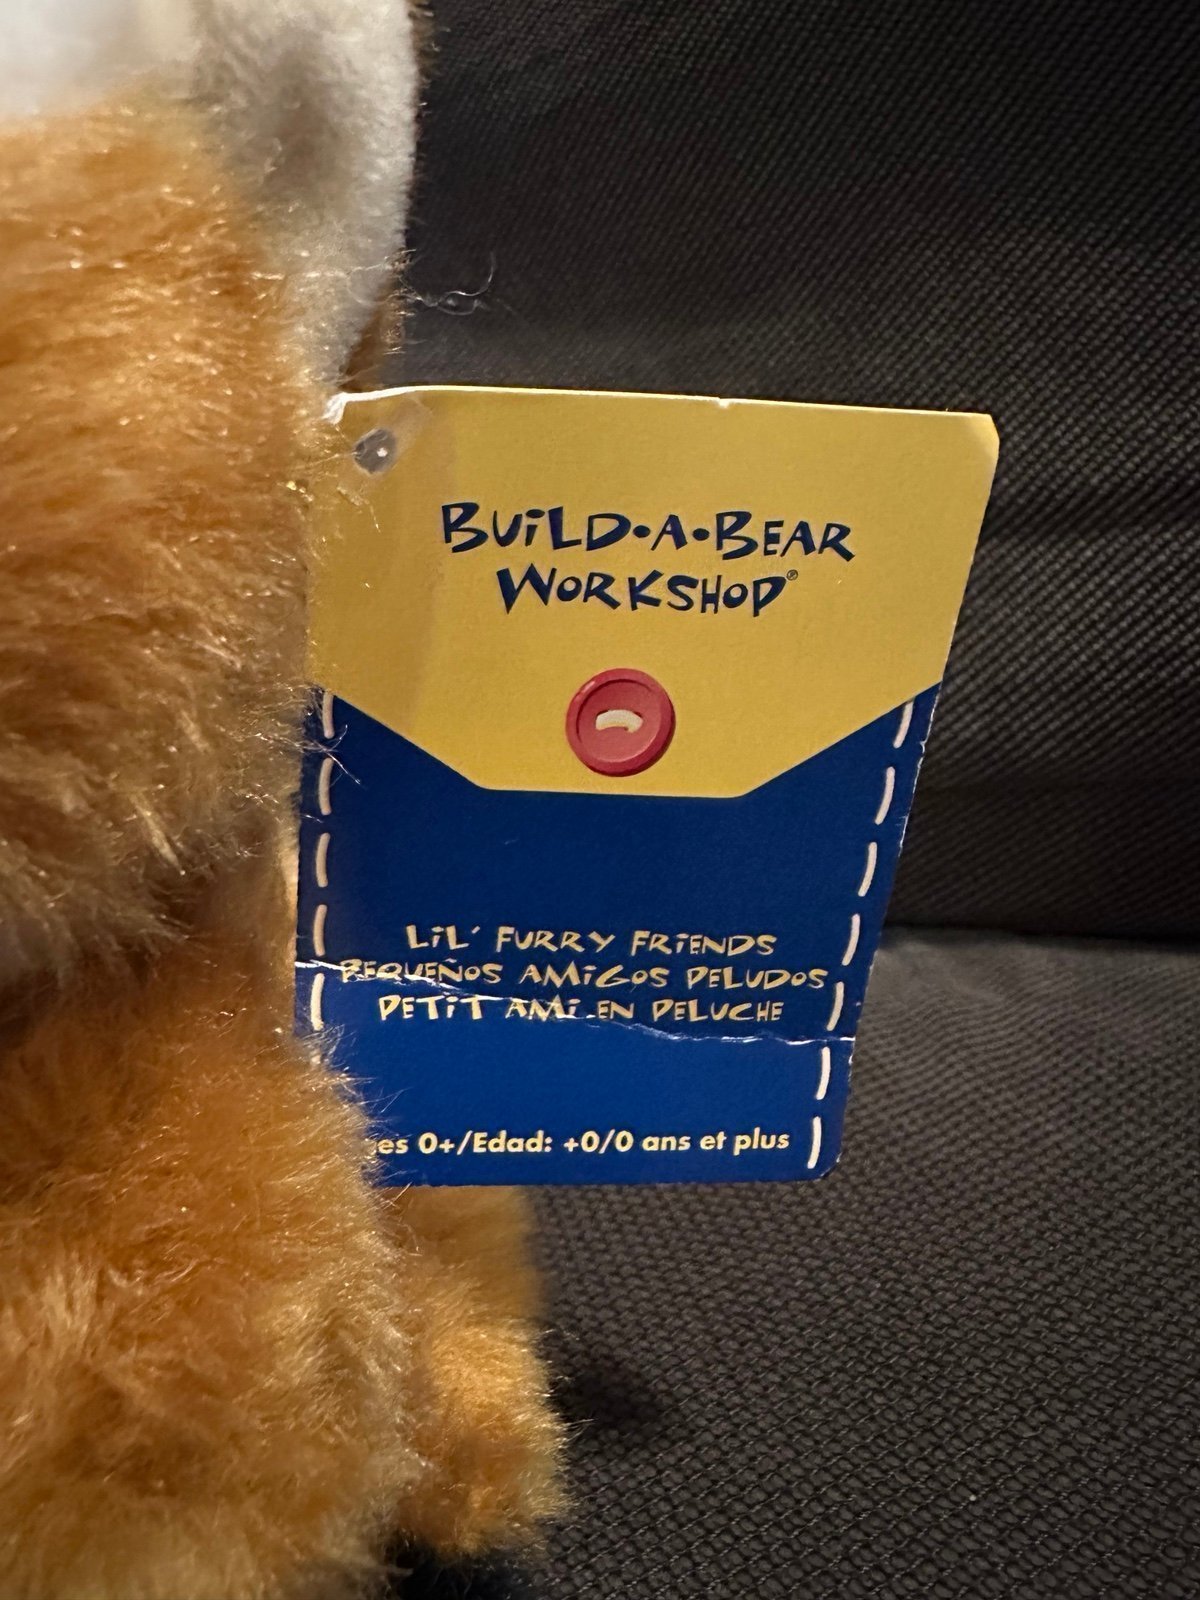 BUiLD•A•BEAR
WORKSHOP®
LiL' FURRY FRiENDS
PEQUEÑOS AMiGOS PELUDOS
PETiT AMi EN PELUCHE
es 0+/Edad: +0/0 ans et plus